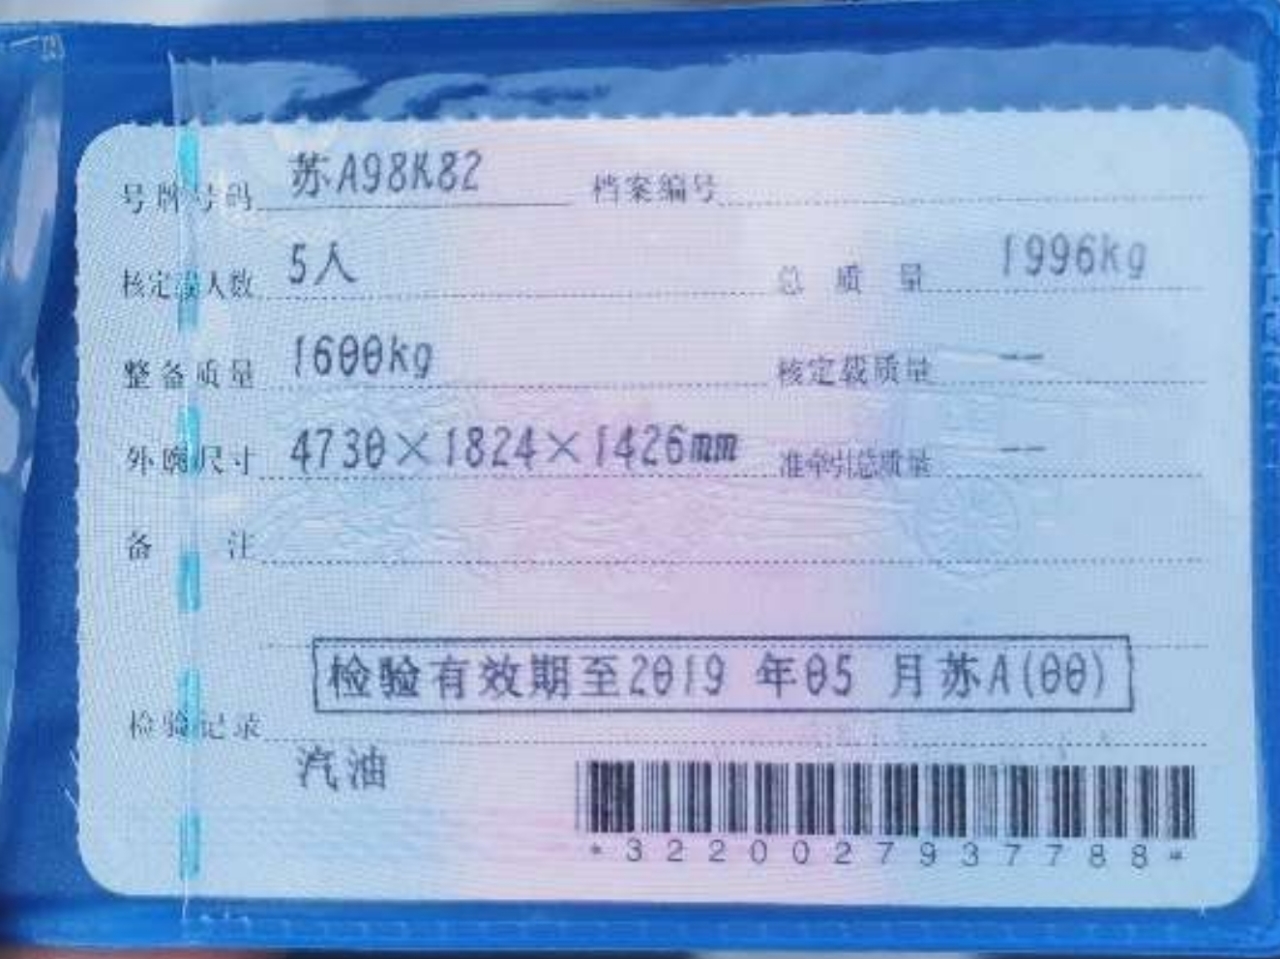 号牌号码 苏A98K82 档案编号
核定载人数 5人 总质量 1996kg
整备质量 1600kg 核定载质量 --
外廓尺寸 4730×1824×1426mm 准牵引总质量 --
备注
检验有效期至2019 年05 月苏A(00)
检验记录
汽油
*3220027937788*